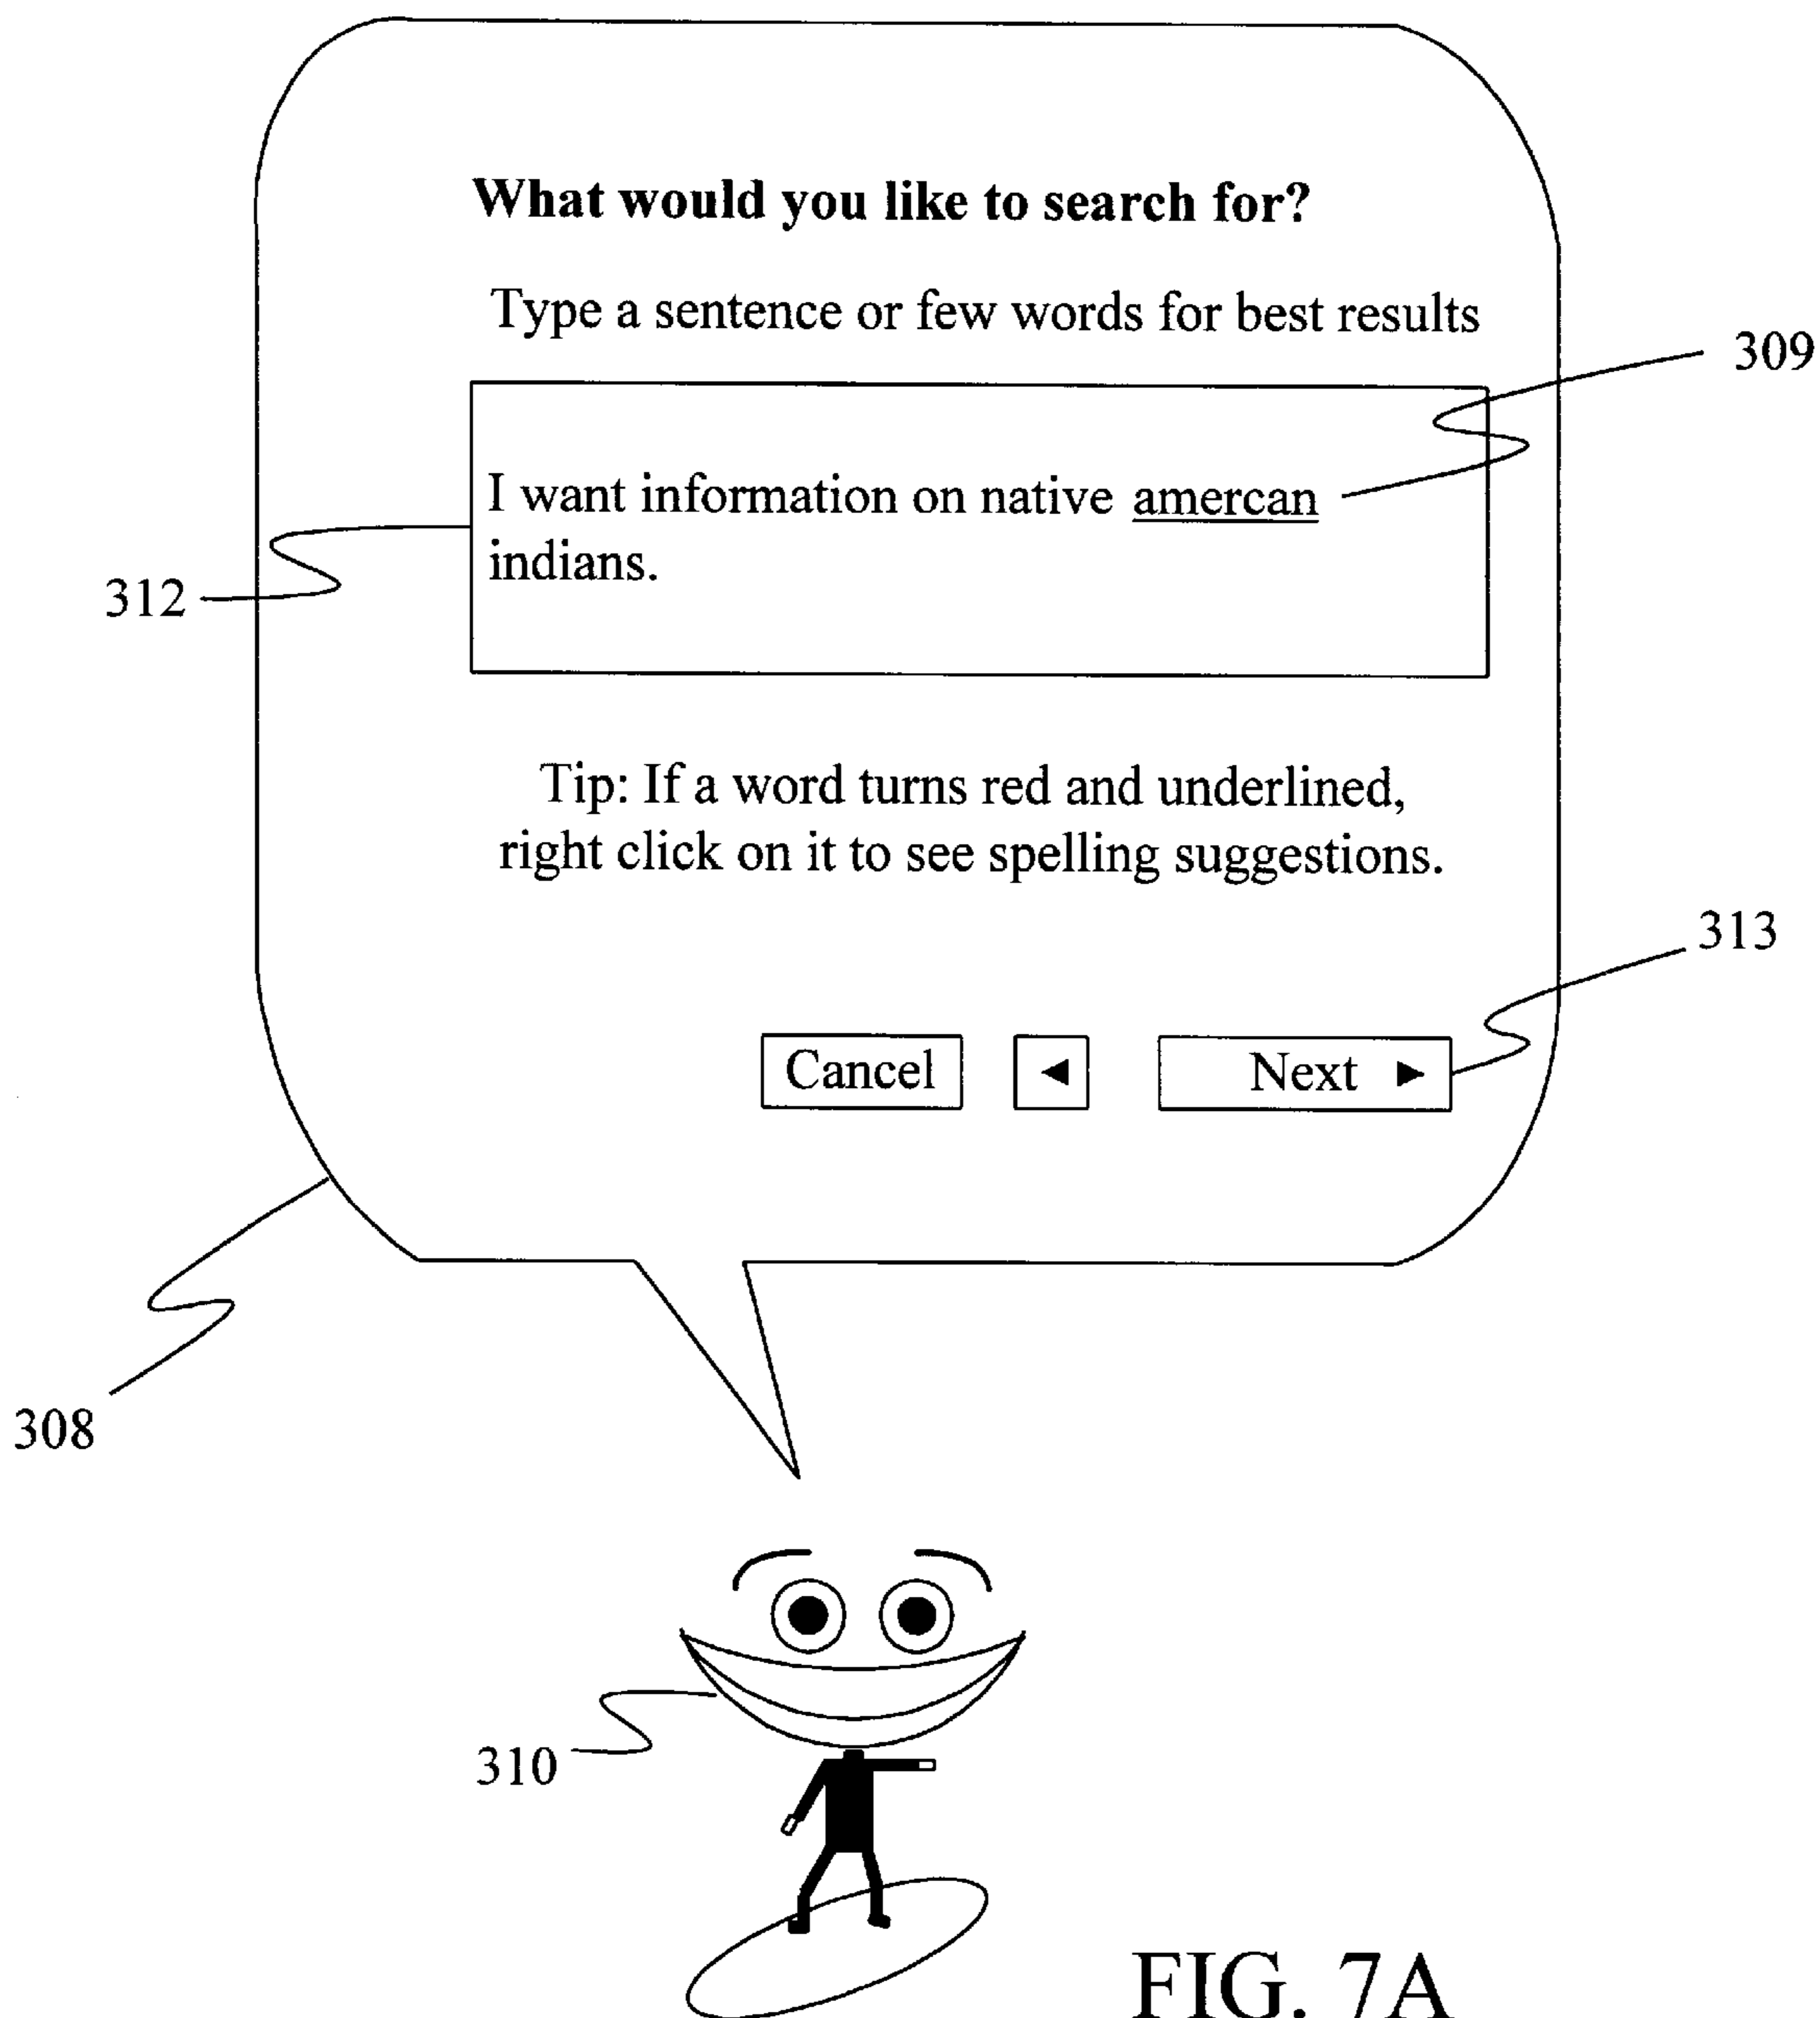 What would you like to search for?
Type a sentence or few words for best results
309
I want information on native amercan
indians.
312
Tip: If a word turns red and underlined,
right click on it to see spelling suggestions.
313
Cancel ◄ Next ►
308
310
FIG. 7A